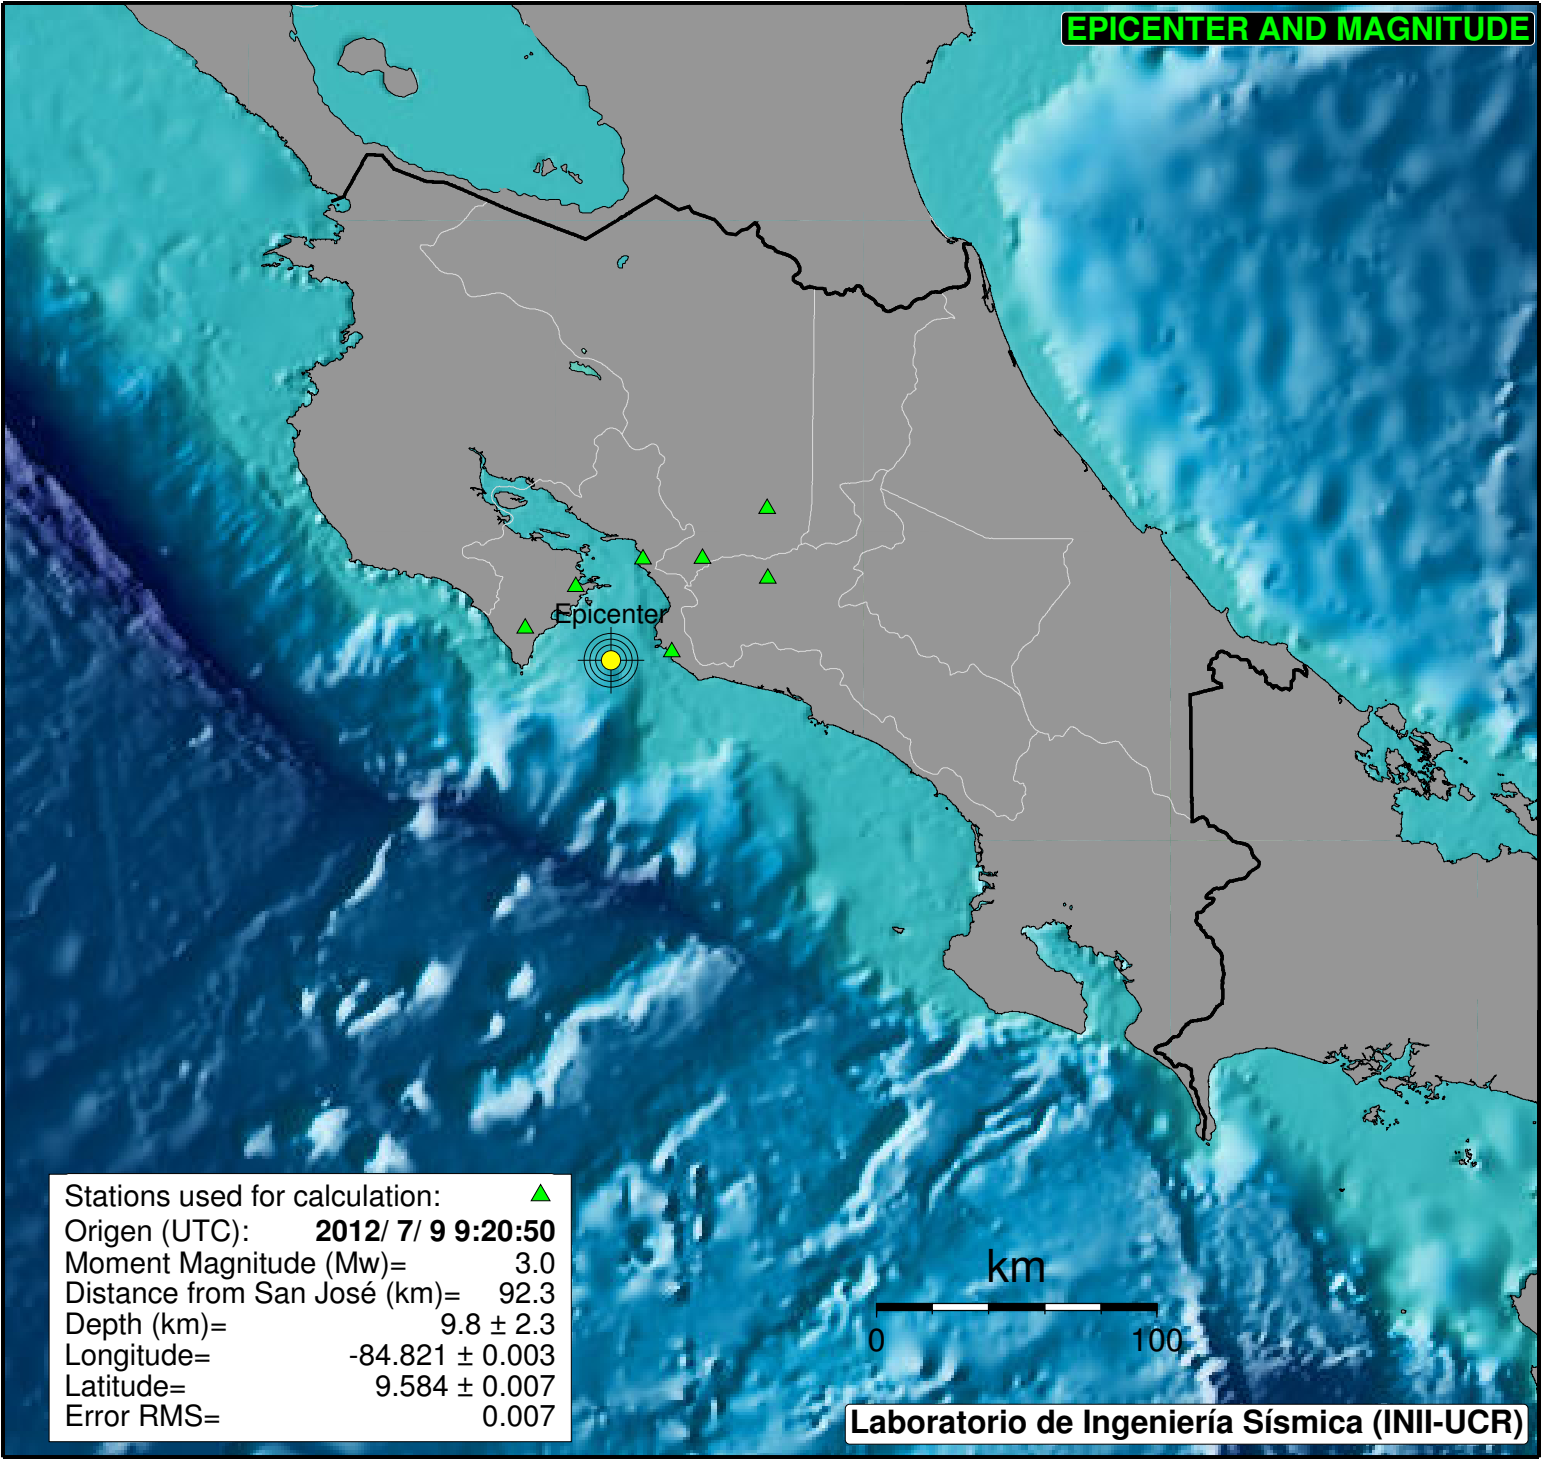 EPICENTER AND MAGNITUDE
Epicenter
Stations used for calculation:
Origen (UTC): 2012/ 7/ 9 9:20:50
Moment Magnitude (Mw)= 3.0
Distance from San José (km)= 92.3
Depth (km)= 9.8 ± 2.3
Longitude= -84.821 ± 0.003
Latitude= 9.584 ± 0.007
Error RMS= 0.007
km
0 100
Laboratorio de Ingeniería Sísmica (INII-UCR)